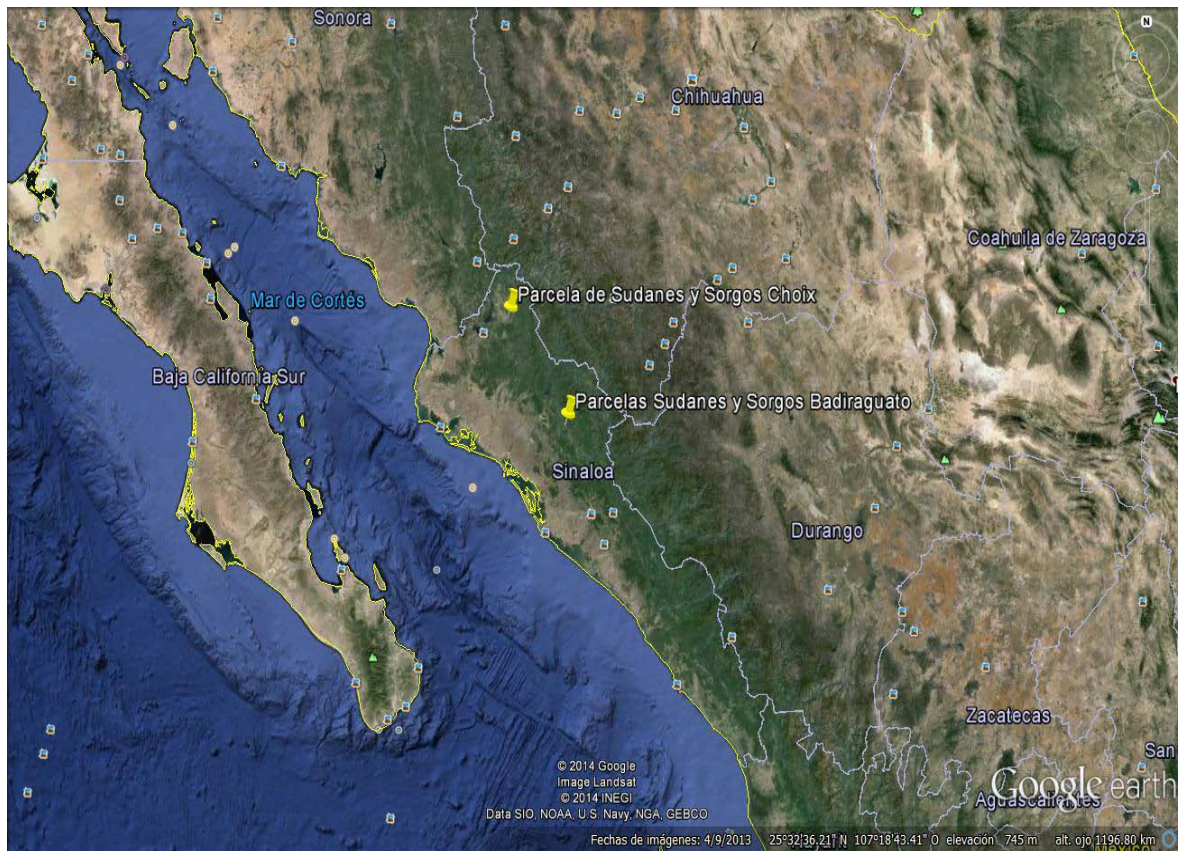 Sonora
N
Chihuahua
Coahuila de Zaragoza
Mar de Cortés
Parcela de Sudanes y Sorgos Choix
Baja California Sur
Parcelas Sudanes y Sorgos Badiraguato
Sinaloa
Durango
Zacatecas
San
© 2014 Google
Image Landsat
© 2014 INEGI
Data SIO, NOAA, U.S. Navy, NGA, GEBCO
Google earth
Aguascalientes
Fechas de imágenes: 4/9/2013 25°32'36.21" N 107°18'43.41" O elevación 745 m alt. ojo 1196.80 km